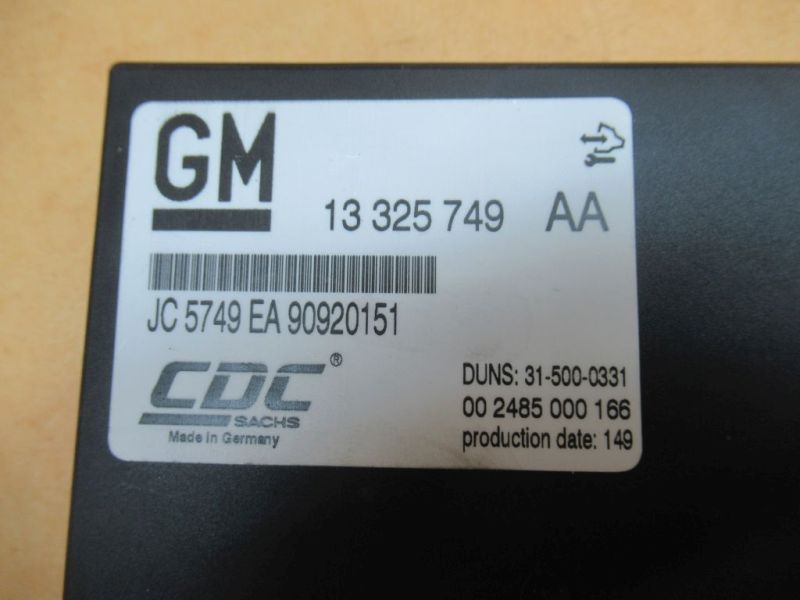 GM
13 325 749 AA
JC 5749 EA 90920151
CDC®
SACHS
Made in Germany
DUNS: 31-500-0331
00 2485 000 166
production date: 149